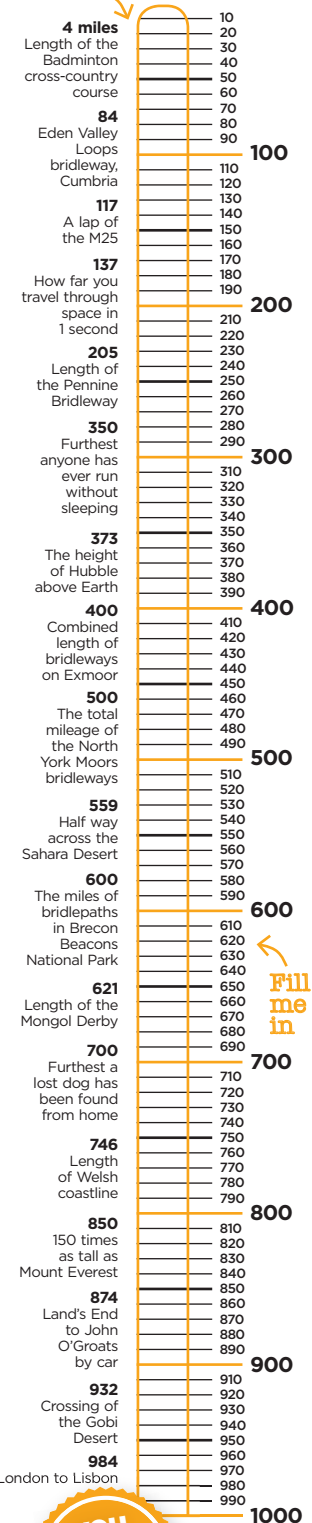 4 miles
Length of the
Badminton
cross-country
course
84
Eden Valley
Loops
bridleway,
Cumbria
117
A lap of
the M25
137
How far you
travel through
space in
1 second
205
Length of
the Pennine
Bridleway
350
Furthest
anyone has
ever run
without
sleeping
373
The height
of Hubble
above Earth
400
Combined
length of
bridleways
on Exmoor
500
The total
mileage of
the North
York Moors
bridleways
559
Half way
across the
Sahara Desert
600
The miles of
bridlepaths
in Brecon
Beacons
National Park
621
Length of the
Mongol Derby
700
Furthest a
lost dog has
been found
from home
746
Length
of Welsh
coastline
850
150 times
as tall as
Mount Everest
874
Land's End
to John
O'Groats
by car
932
Crossing of
the Gobi
Desert
984
London to Lisbon
10
20
30
40
50
60
70
80
90
100
110
120
130
140
150
160
170
180
190
200
210
220
230
240
250
260
270
280
290
300
310
320
330
340
350
360
370
380
390
400
410
420
430
440
450
460
470
480
490
500
510
520
530
540
550
560
570
580
590
600
610
620
630
640
650
660
670
680
690
700
710
720
730
740
750
760
770
780
790
800
810
820
830
840
850
860
870
880
890
900
910
920
930
940
950
960
970
980
990
1000
Fill
me
in